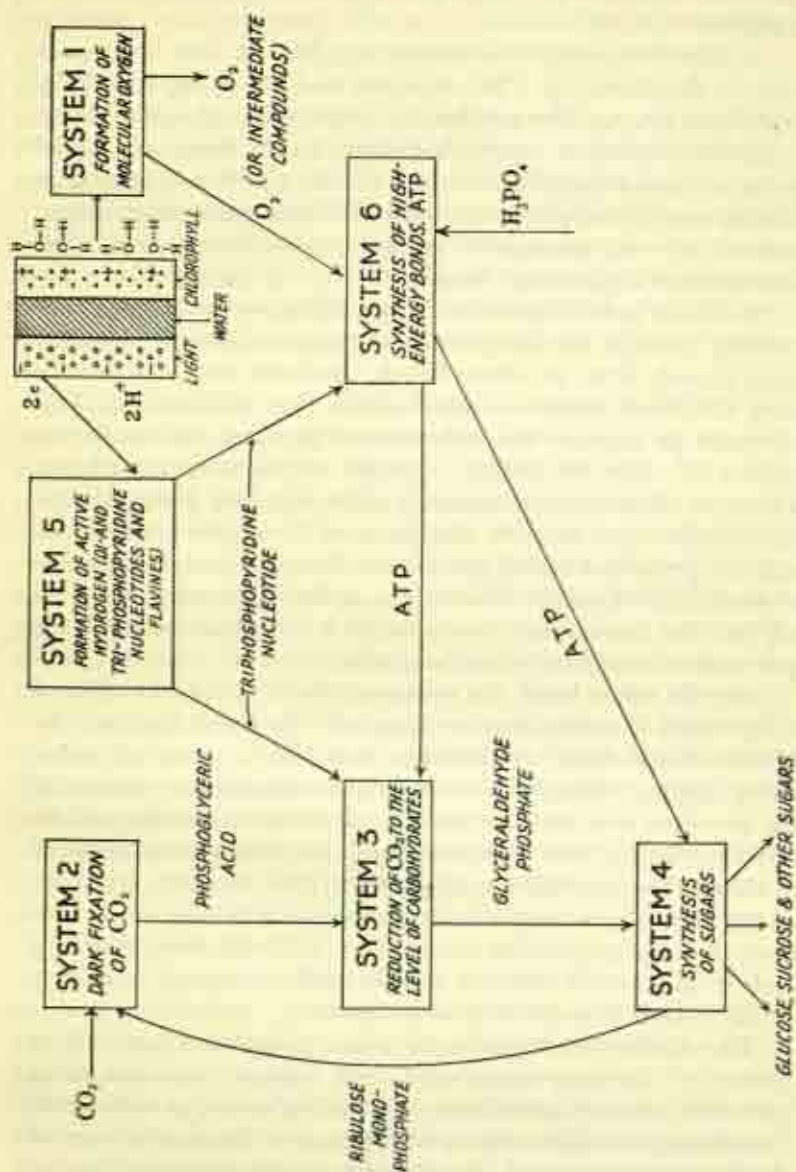 SYSTEM 1
FORMATION OF
MOLECULAR OXYGEN
O₂
(OR INTERMEDIATE
COMPOUNDS)
O₂
H
O–H
O–H
H
H
O–H
O–H
H
CHLOROPHYLL
WATER
LIGHT
2e
2H⁺
SYSTEM 5
FORMATION OF ACTIVE
HYDROGEN (DI-AND
TRI-PHOSPHOPYRIDINE
NUCLEOTIDES AND
FLAVINES)
TRIPHOSPHOPYRIDINE
NUCLEOTIDE
SYSTEM 6
SYNTHESIS OF HIGH-
ENERGY BONDS. ATP
H₃PO₄
ATP
ATP
SYSTEM 2
DARK FIXATION
OF CO₂
CO₂
PHOSPHOGLYCERIC
ACID
SYSTEM 3
REDUCTION OF CO₂ TO THE
LEVEL OF CARBOHYDRATES
GLYCERALDEHYDE
PHOSPHATE
SYSTEM 4
SYNTHESIS
OF SUGARS
RIBULOSE
MONO-
PHOSPHATE
GLUCOSE, SUCROSE & OTHER SUGARS